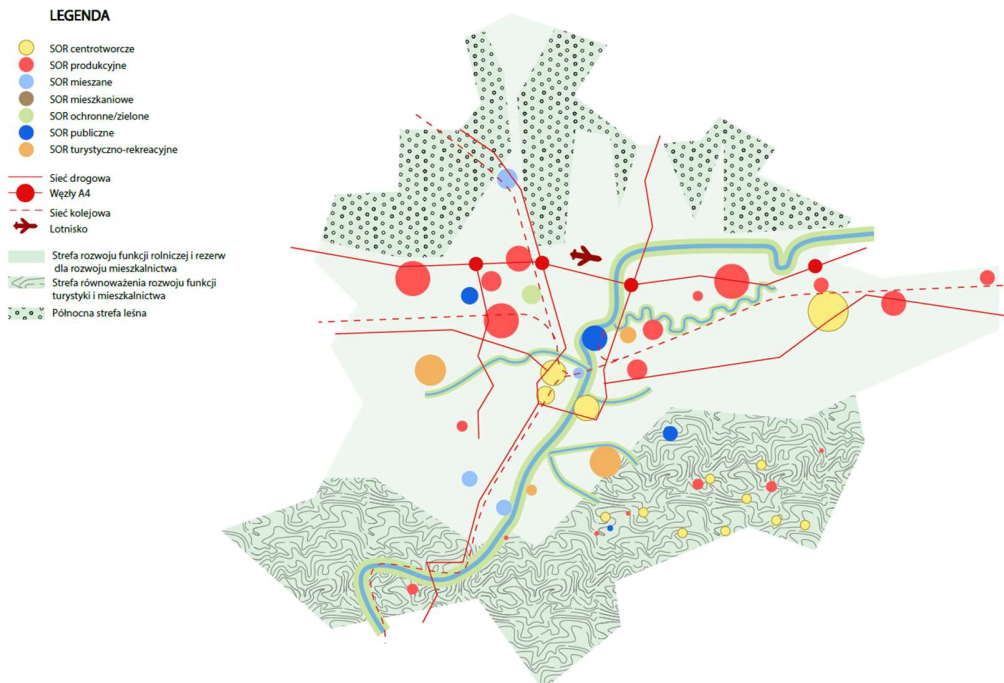 LEGENDA
SOR centrotworcze
SOR produkcyjne
SOR mieszane
SOR mieszkaniowe
SOR ochronne/zielone
SOR publiczne
SOR turystyczno-rekreacyjne
Sieć drogowa
Węzły A4
Sieć kolejowa
Lotnisko
Strefa rozwoju funkcji rolniczej i rezerw
dla rozwoju mieszkalnictwa
Strefa równoważenia rozwoju funkcji
turystyki i mieszkalnictwa
Północna strefa leśna